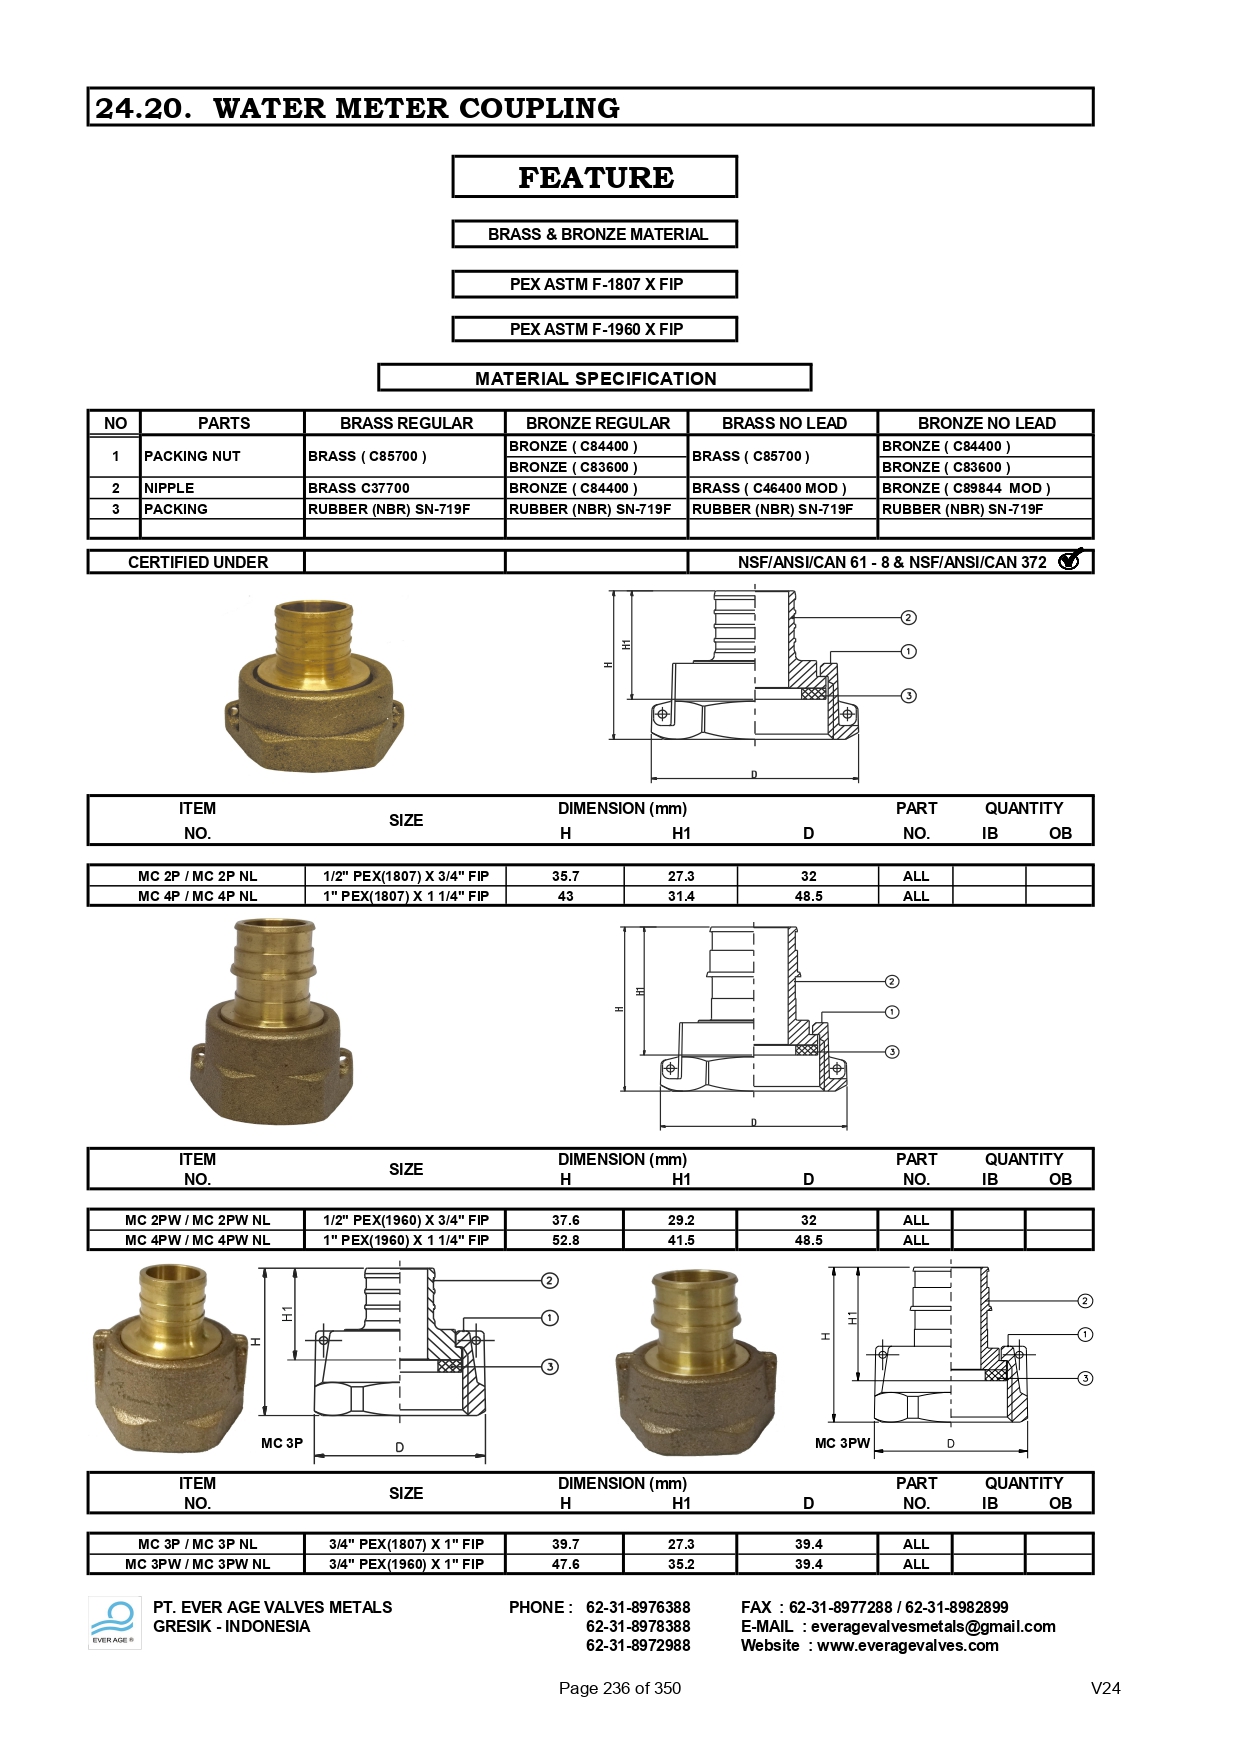 24.20.  WATER METER COUPLING
FEATURE
BRASS & BRONZE MATERIAL
PEX ASTM F-1807 X FIP
PEX ASTM F-1960 X FIP
MATERIAL SPECIFICATION
NO PARTS BRASS REGULAR BRONZE REGULAR BRASS NO LEAD BRONZE NO LEAD
1 PACKING NUT BRASS ( C85700 ) BRONZE ( C84400 ) BRASS ( C85700 ) BRONZE ( C84400 )
BRONZE ( C83600 ) BRONZE ( C83600 )
2 NIPPLE BRASS C37700 BRONZE ( C84400 ) BRASS ( C46400 MOD ) BRONZE ( C89844  MOD )
3 PACKING RUBBER (NBR) SN-719F RUBBER (NBR) SN-719F RUBBER (NBR) SN-719F RUBBER (NBR) SN-719F
CERTIFIED UNDER NSF/ANSI/CAN 61 - 8 & NSF/ANSI/CAN 372
H H1 2
1
3
D
ITEM SIZE DIMENSION (mm) PART QUANTITY
NO. H H1 D NO. IB OB
MC 2P / MC 2P NL 1/2" PEX(1807) X 3/4" FIP 35.7 27.3 32 ALL
MC 4P / MC 4P NL 1" PEX(1807) X 1 1/4" FIP 43 31.4 48.5 ALL
H H1 2
1
3
D
ITEM SIZE DIMENSION (mm) PART QUANTITY
NO. H H1 D NO. IB OB
MC 2PW / MC 2PW NL 1/2" PEX(1960) X 3/4" FIP 37.6 29.2 32 ALL
MC 4PW / MC 4PW NL 1" PEX(1960) X 1 1/4" FIP 52.8 41.5 48.5 ALL
H H1 2
1
3
MC 3P D
H H1 2
1
3
MC 3PW D
ITEM SIZE DIMENSION (mm) PART QUANTITY
NO. H H1 D NO. IB OB
MC 3P / MC 3P NL 3/4" PEX(1807) X 1" FIP 39.7 27.3 39.4 ALL
MC 3PW / MC 3PW NL 3/4" PEX(1960) X 1" FIP 47.6 35.2 39.4 ALL
EVER AGE ®
PT. EVER AGE VALVES METALS PHONE : 62-31-8976388 FAX : 62-31-8977288 / 62-31-8982899
GRESIK - INDONESIA 62-31-8978388 E-MAIL : everagevalvesmetals@gmail.com
62-31-8972988 Website : www.everagevalves.com
Page 236 of 350 V24